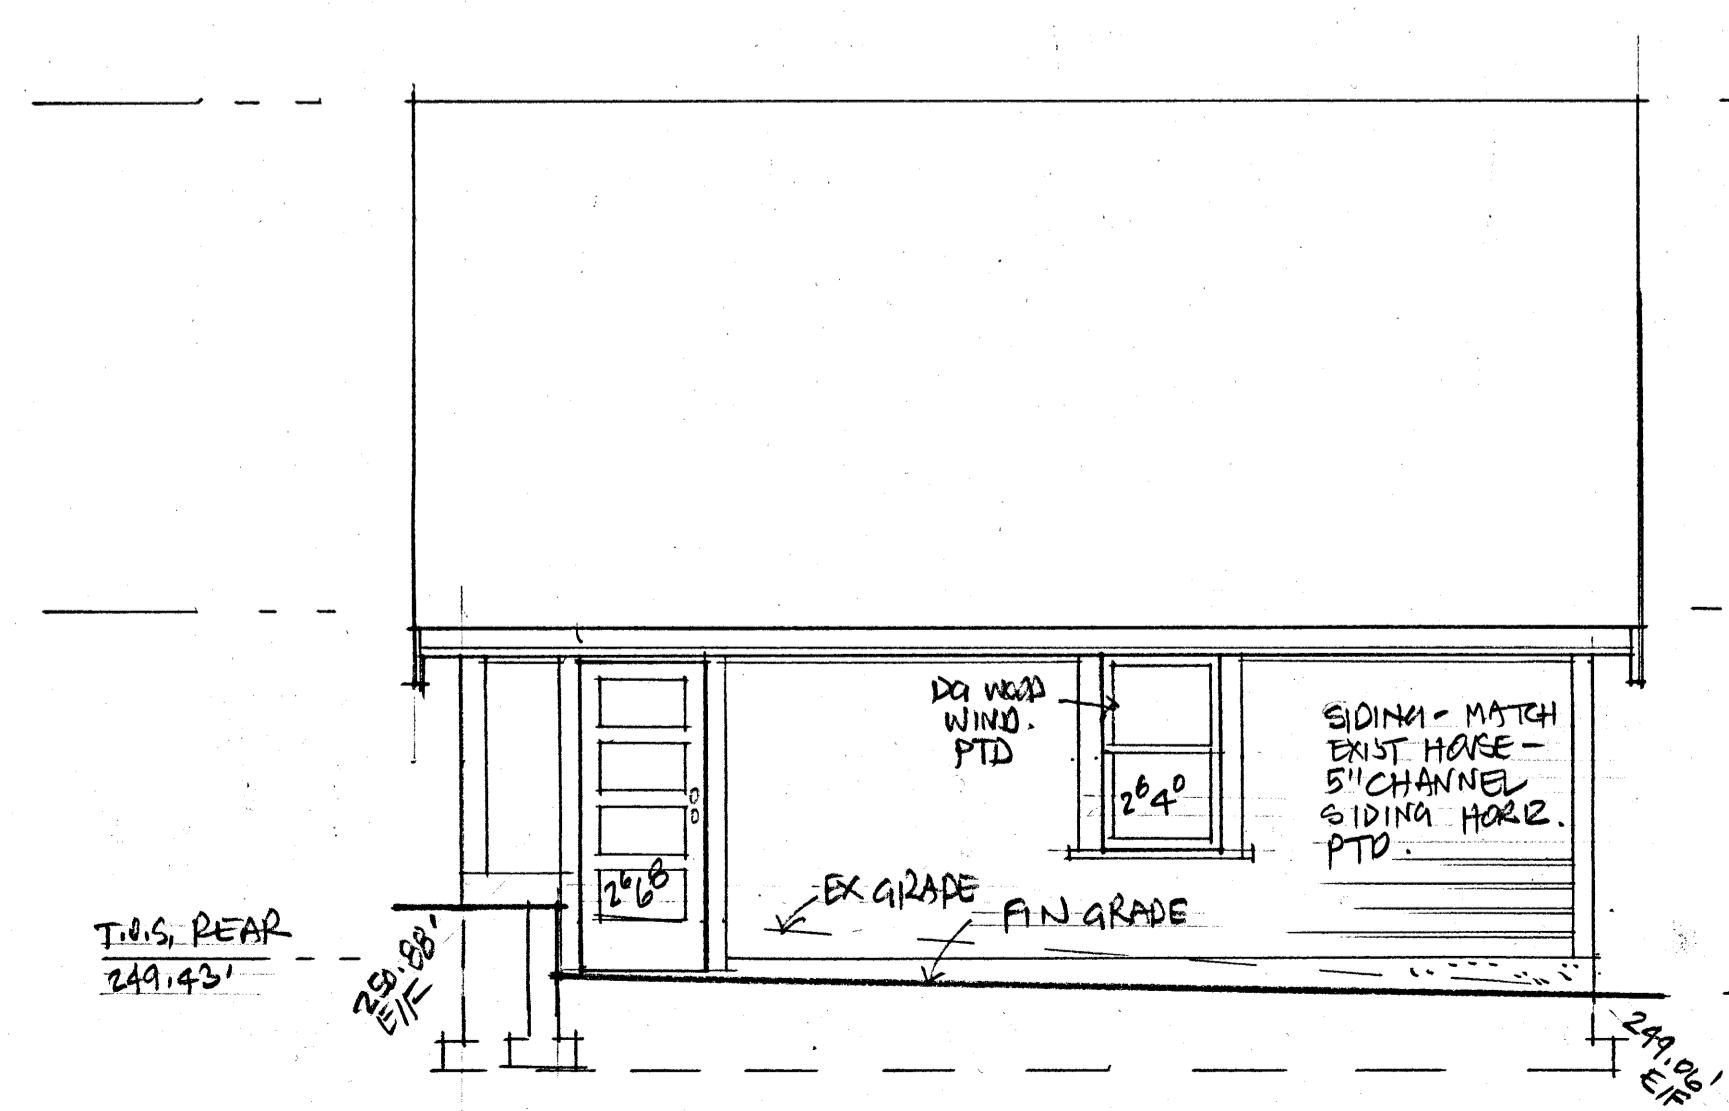 DG WOOD
WIND.
PTD
2⁶4⁰
SIDING - MATCH
EXIST HOUSE -
5" CHANNEL
SIDING HORIZ.
PTD.
2⁶6⁸
EX GRADE
FIN GRADE
T.O.S, REAR
249.43'
250.88'
E/F
249.06'
E/F